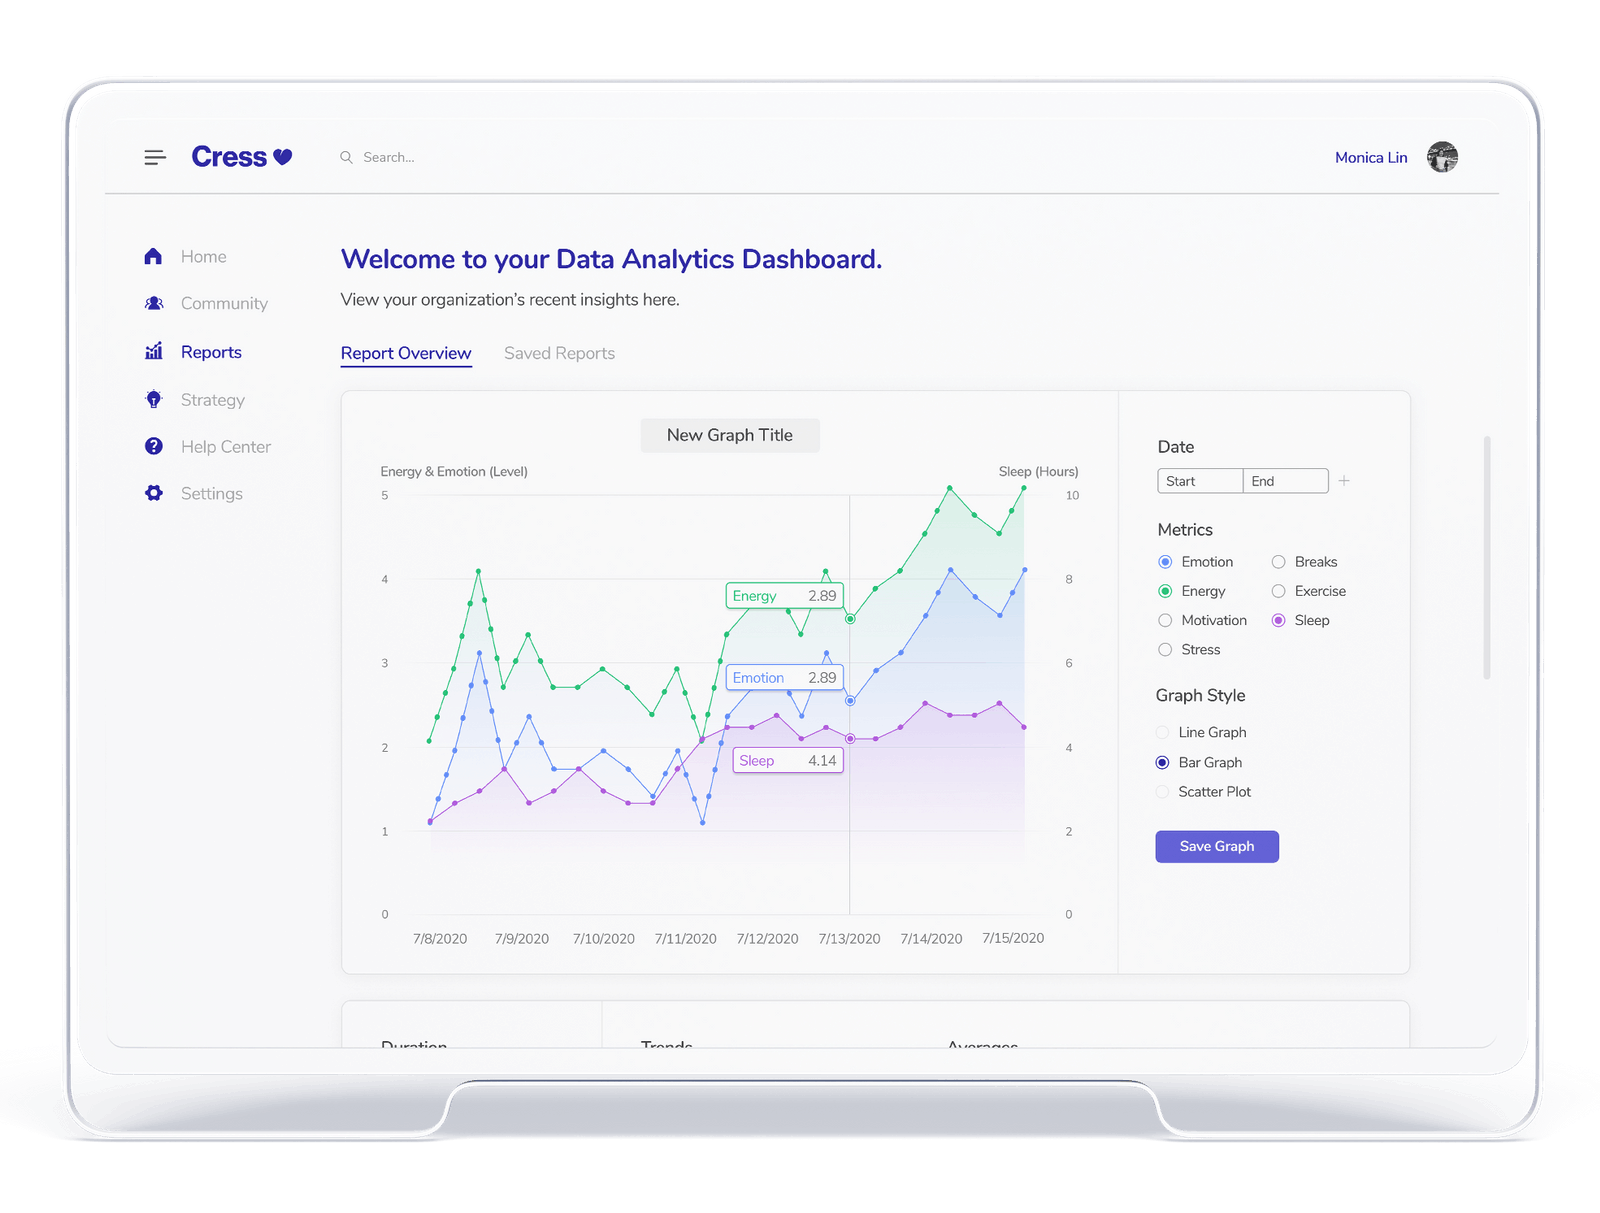 Cress
Search...
Monica Lin
Home
Community
Reports
Strategy
Help Center
Settings
Welcome to your Data Analytics Dashboard.
View your organization's recent insights here.
Report Overview
Saved Reports
New Graph Title
Energy & Emotion (Level)
Sleep (Hours)
5
4
3
2
1
0
10
8
6
4
2
0
Energy 2.89
Emotion 2.89
Sleep 4.14
7/8/2020 7/9/2020 7/10/2020 7/11/2020 7/12/2020 7/13/2020 7/14/2020 7/15/2020
Date
Start End
Metrics
Emotion Breaks
Energy Exercise
Motivation Sleep
Stress
Graph Style
Line Graph
Bar Graph
Scatter Plot
Save Graph
Duration Trends Averages